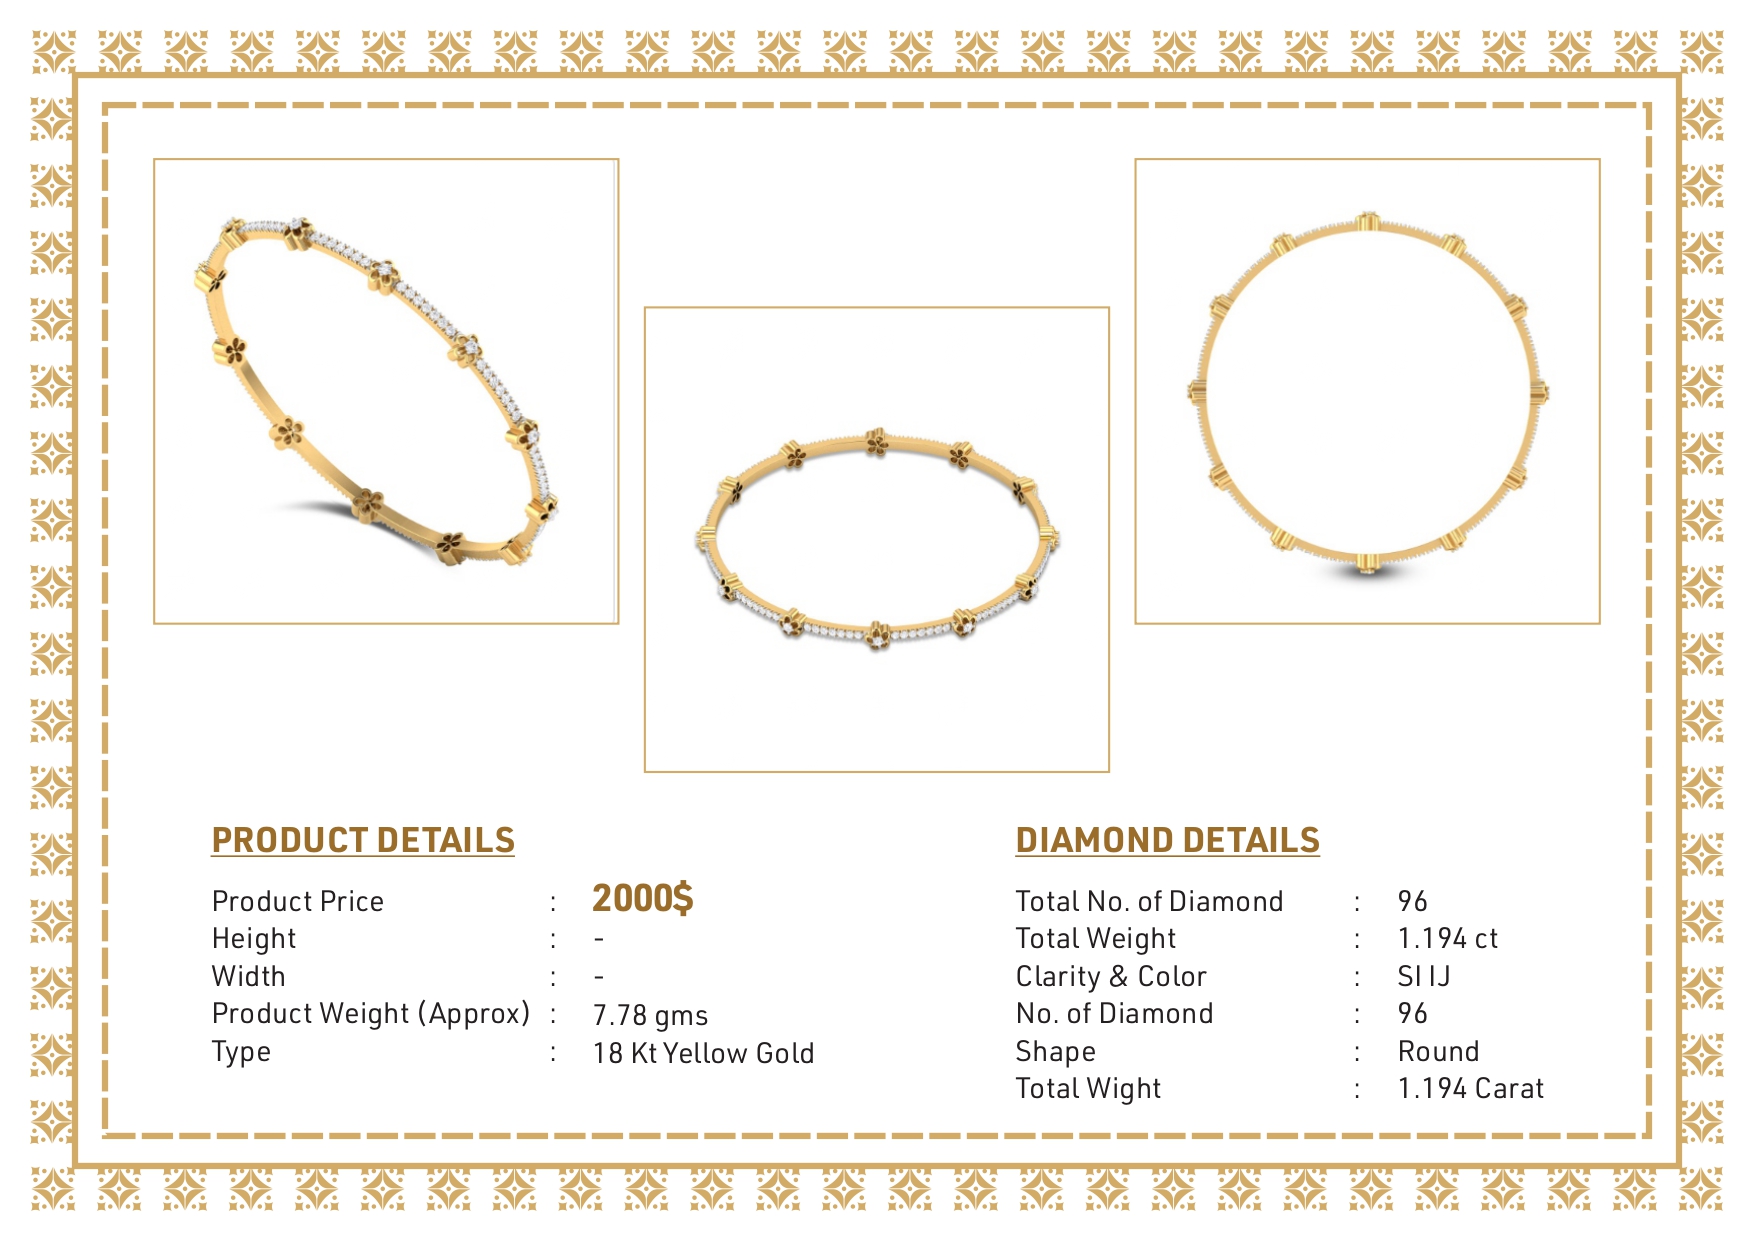 PRODUCT DETAILS
Product Price : 2000$
Height : -
Width : -
Product Weight (Approx) : 7.78 gms
Type : 18 Kt Yellow Gold
DIAMOND DETAILS
Total No. of Diamond : 96
Total Weight : 1.194 ct
Clarity & Color : SI IJ
No. of Diamond : 96
Shape : Round
Total Wight : 1.194 Carat